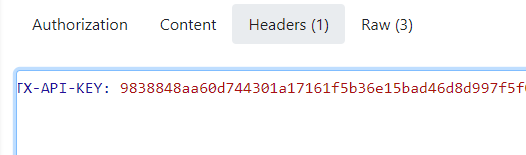 Authorization Content Headers (1) Raw (3)
TX-API-KEY: 9838848aa60d744301a17161f5b36e15bad46d8d997f5f